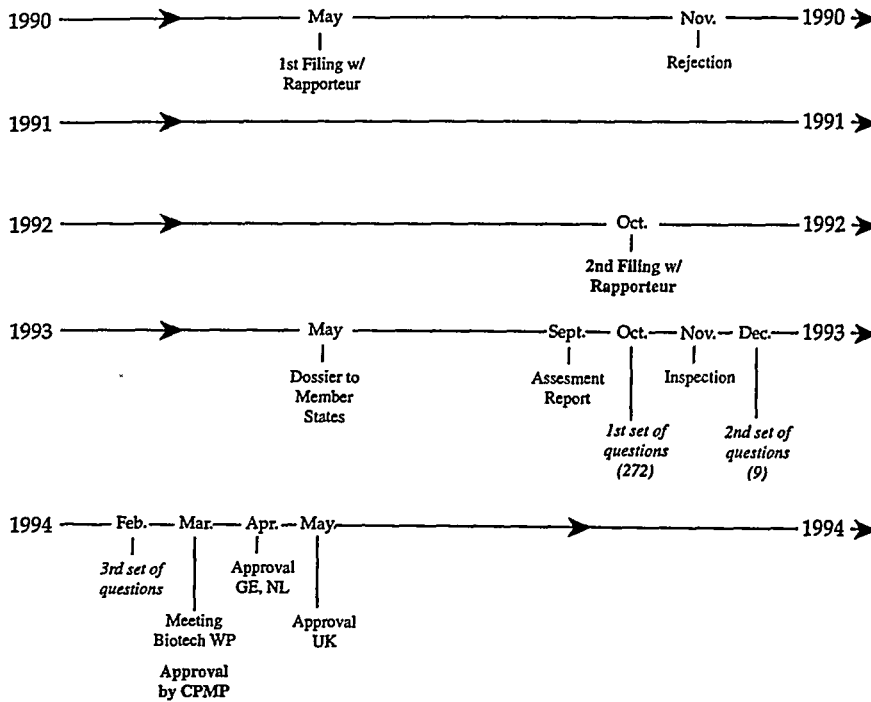 1990 May Nov. 1990
1st Filing w/
Rapporteur
Rejection
1991 1991
1992 Oct. 1992
2nd Filing w/
Rapporteur
1993 May Sept. Oct. Nov. Dec. 1993
Dossier to
Member
States
Assesment
Report
1st set of
questions
(272)
Inspection
2nd set of
questions
(9)
1994 Feb. Mar. Apr. May 1994
3rd set of
questions
Meeting
Biotech WP
Approval
by CPMP
Approval
GE, NL
Approval
UK